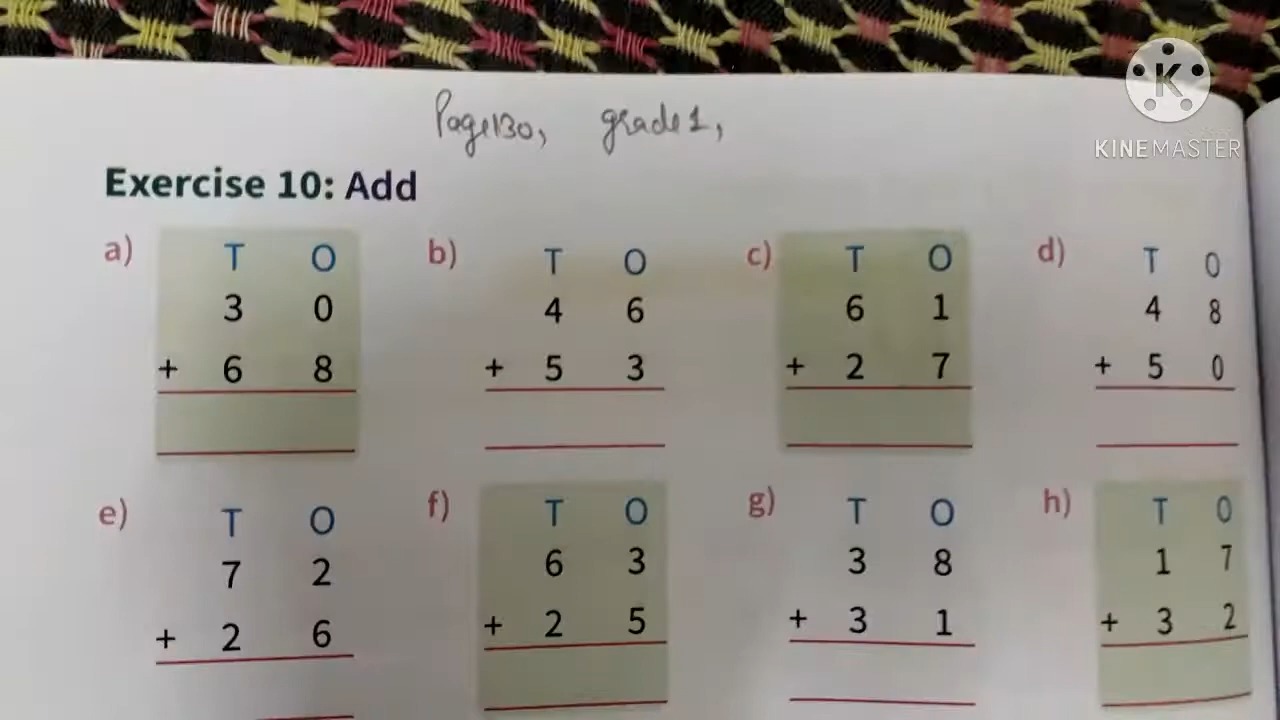 Page 130, grade 1,
K
KINEMASTER
Exercise 10: Add
a) b) c) d)
T O T O T O T O
3 0 4 6 6 1 4 8
+ 6 8 + 5 3 + 2 7 + 5 0
e) f) g) h)
T O T O T O T O
7 2 6 3 3 8 1 7
+ 2 6 + 2 5 + 3 1 + 3 2